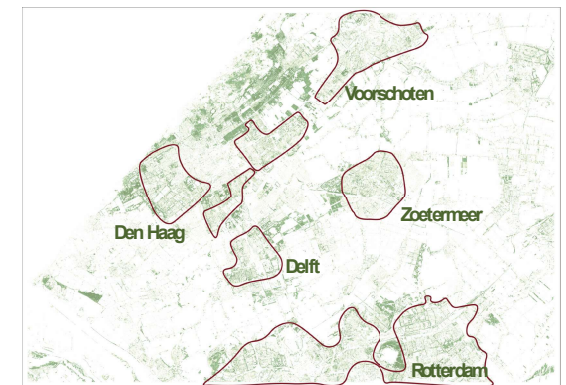 Voorschoten
Zoetermeer
Den Haag
Delft
Rotterdam